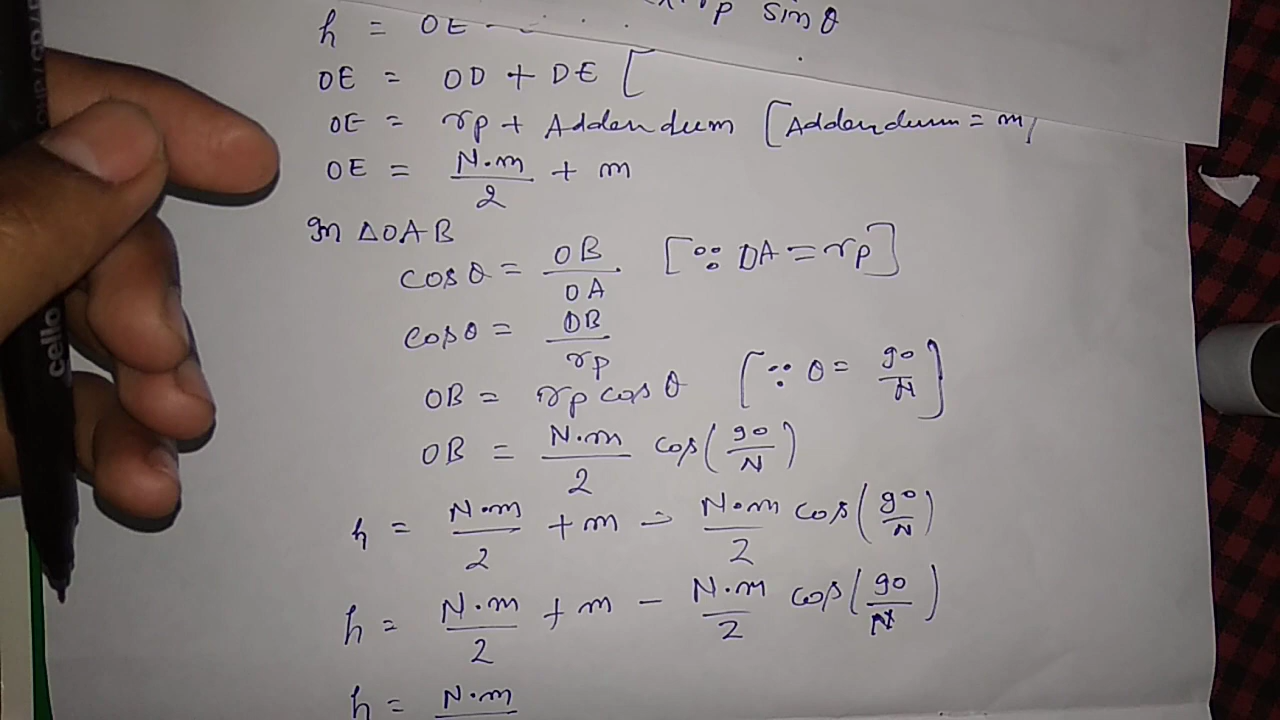 p sin θ
h = OE -
OE = OD + DE [
OE = rp + Addendum [Addendum = m]
OE = N.m/2 + m
In ΔOAB
cos θ = OB/OA [∵ OA = rp]
cos θ = OB/rp
OB = rp cos θ [∵ θ = 90/N]
OB = N.m/2 cos(90/N)
h = N.m/2 + m - N.m/2 cos(90/N)
h = N.m/2 + m - N.m/2 cos(90/N)
h = N.m
cello